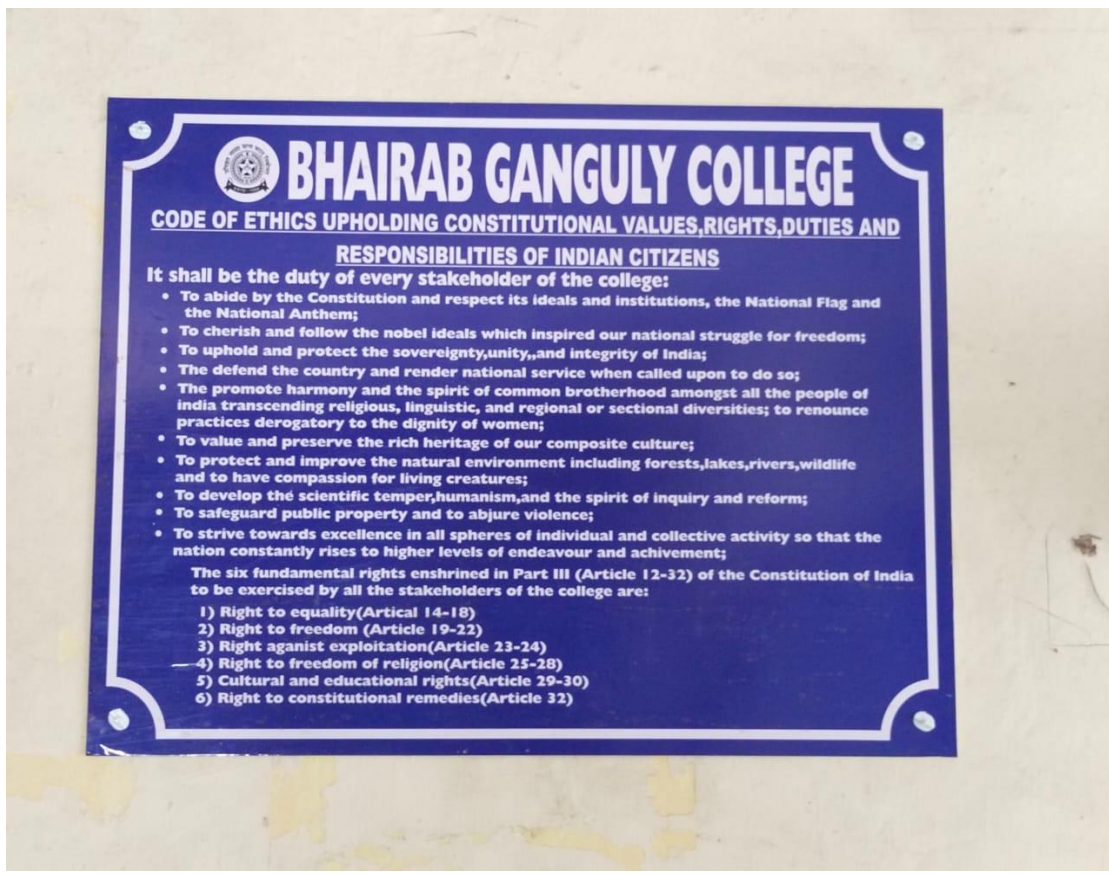 BHAIRAB GANGULY COLLEGE
CODE OF ETHICS UPHOLDING CONSTITUTIONAL VALUES,RIGHTS,DUTIES AND
RESPONSIBILITIES OF INDIAN CITIZENS
It shall be the duty of every stakeholder of the college:
• To abide by the Constitution and respect its ideals and institutions, the National Flag and
the National Anthem;
• To cherish and follow the nobel ideals which inspired our national struggle for freedom;
• To uphold and protect the sovereignty,unity,,and integrity of India;
• The defend the country and render national service when called upon to do so;
• The promote harmony and the spirit of common brotherhood amongst all the people of
india transcending religious, linguistic, and regional or sectional diversities; to renounce
practices derogatory to the dignity of women;
• To value and preserve the rich heritage of our composite culture;
• To protect and improve the natural environment including forests,lakes,rivers,wildlife
and to have compassion for living creatures;
• To develop the scientific temper,humanism,and the spirit of inquiry and reform;
• To safeguard public property and to abjure violence;
• To strive towards excellence in all spheres of individual and collective activity so that the
nation constantly rises to higher levels of endeavour and achivement;
The six fundamental rights enshrined in Part III (Article 12-32) of the Constitution of India
to be exercised by all the stakeholders of the college are:
1) Right to equality(Artical 14-18)
2) Right to freedom (Article 19-22)
3) Right aganist exploitation(Article 23-24)
4) Right to freedom of religion(Article 25-28)
5) Cultural and educational rights(Article 29-30)
6) Right to constitutional remedies(Article 32)